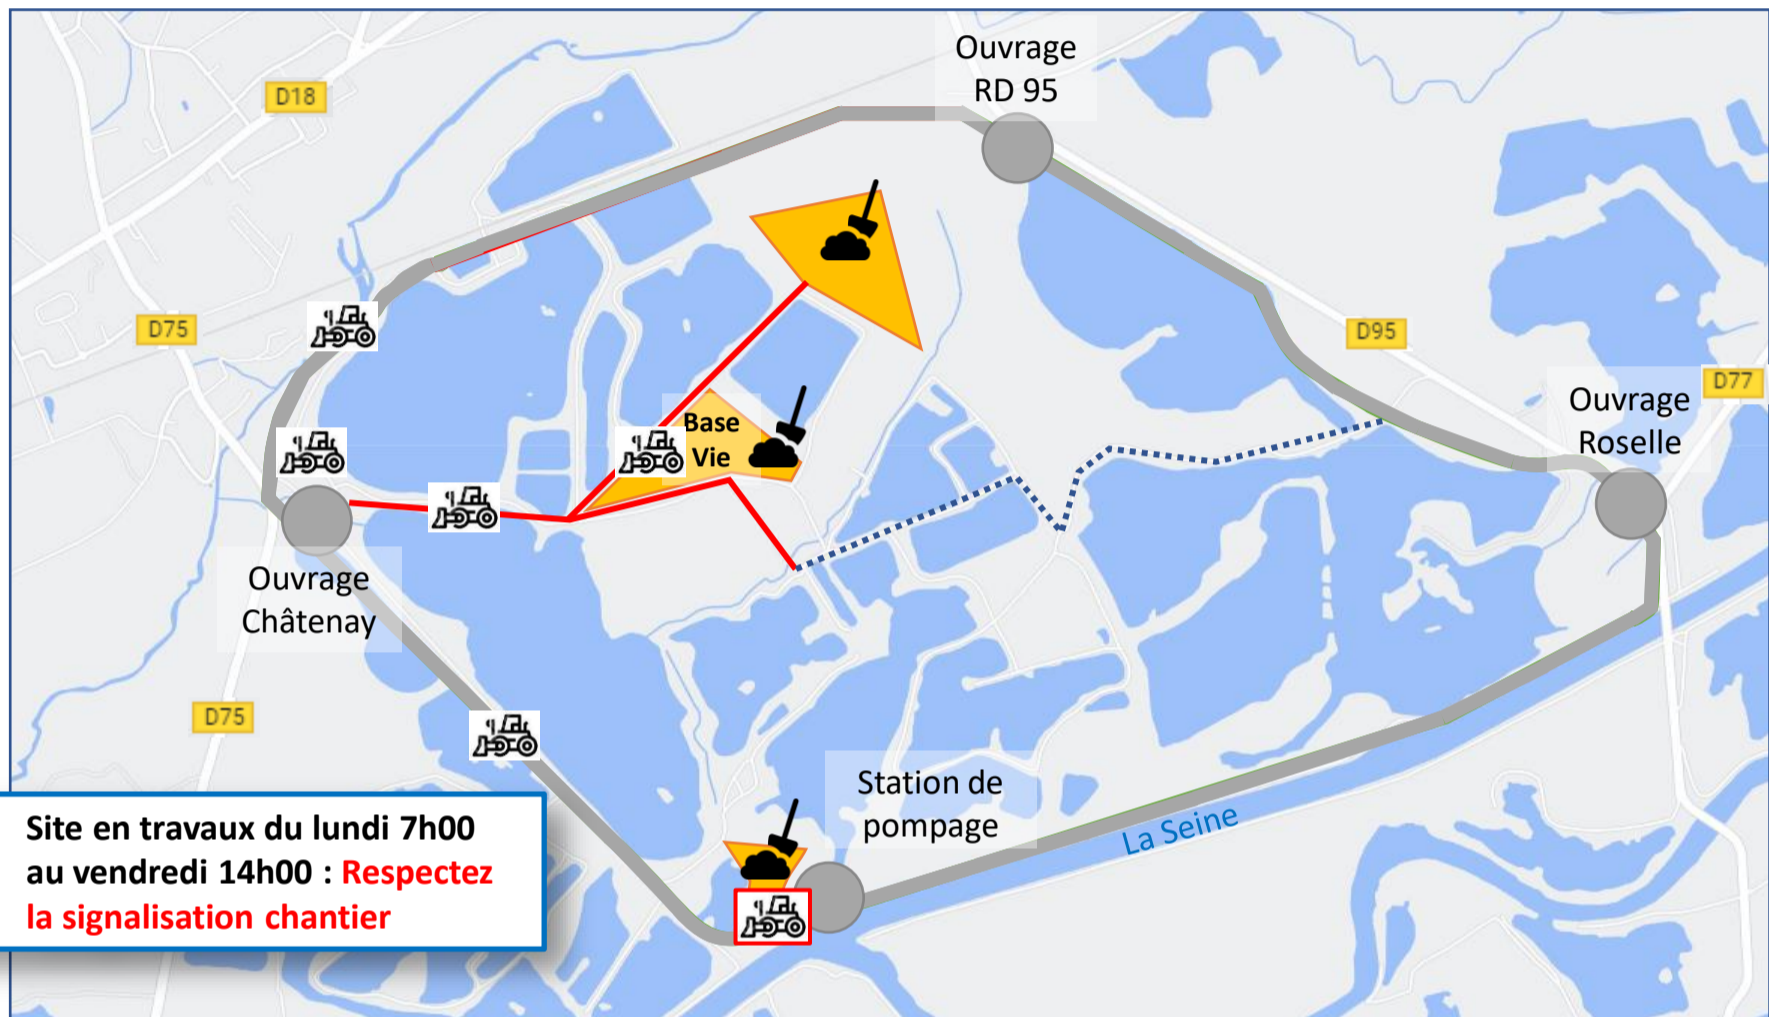 Ouvrage
RD 95
D18
D75
D95
D77
Ouvrage
Roselle
Base
Vie
Ouvrage
Châtenay
D75
Station de
pompage
La Seine
Site en travaux du lundi 7h00
au vendredi 14h00 : Respectez
la signalisation chantier